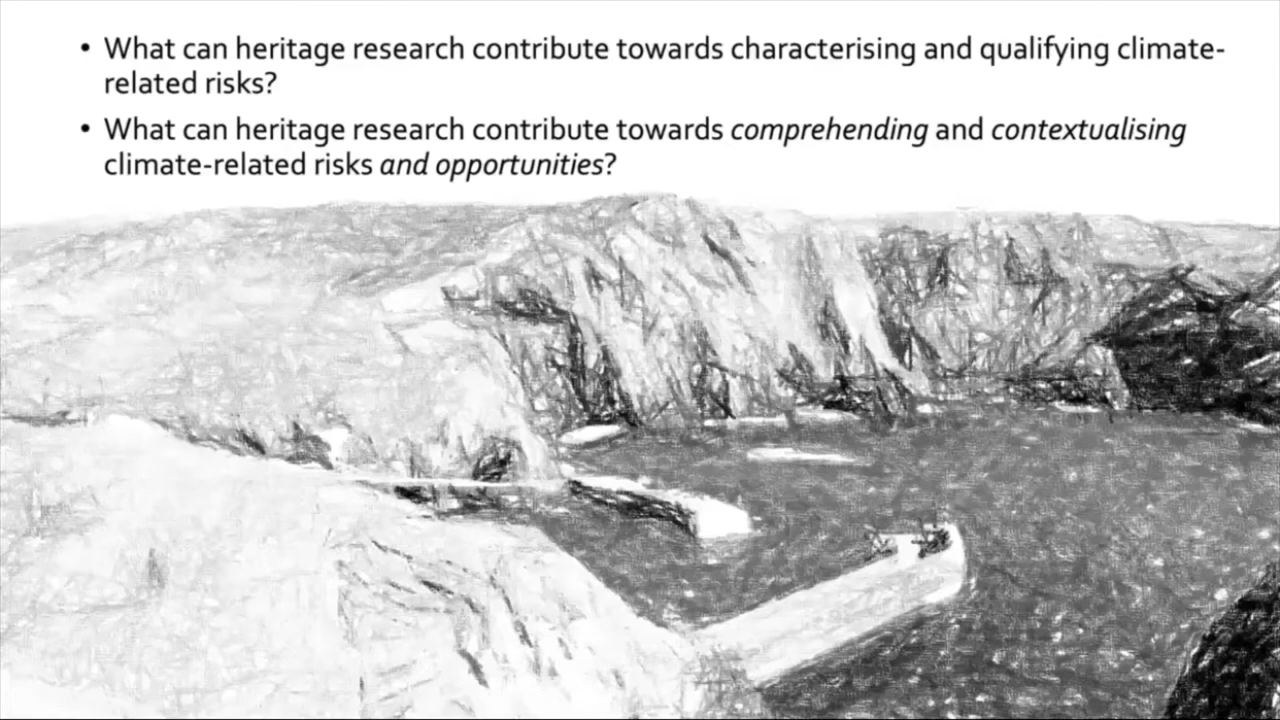 • What can heritage research contribute towards characterising and qualifying climate-
related risks?
• What can heritage research contribute towards comprehending and contextualising
climate-related risks and opportunities?